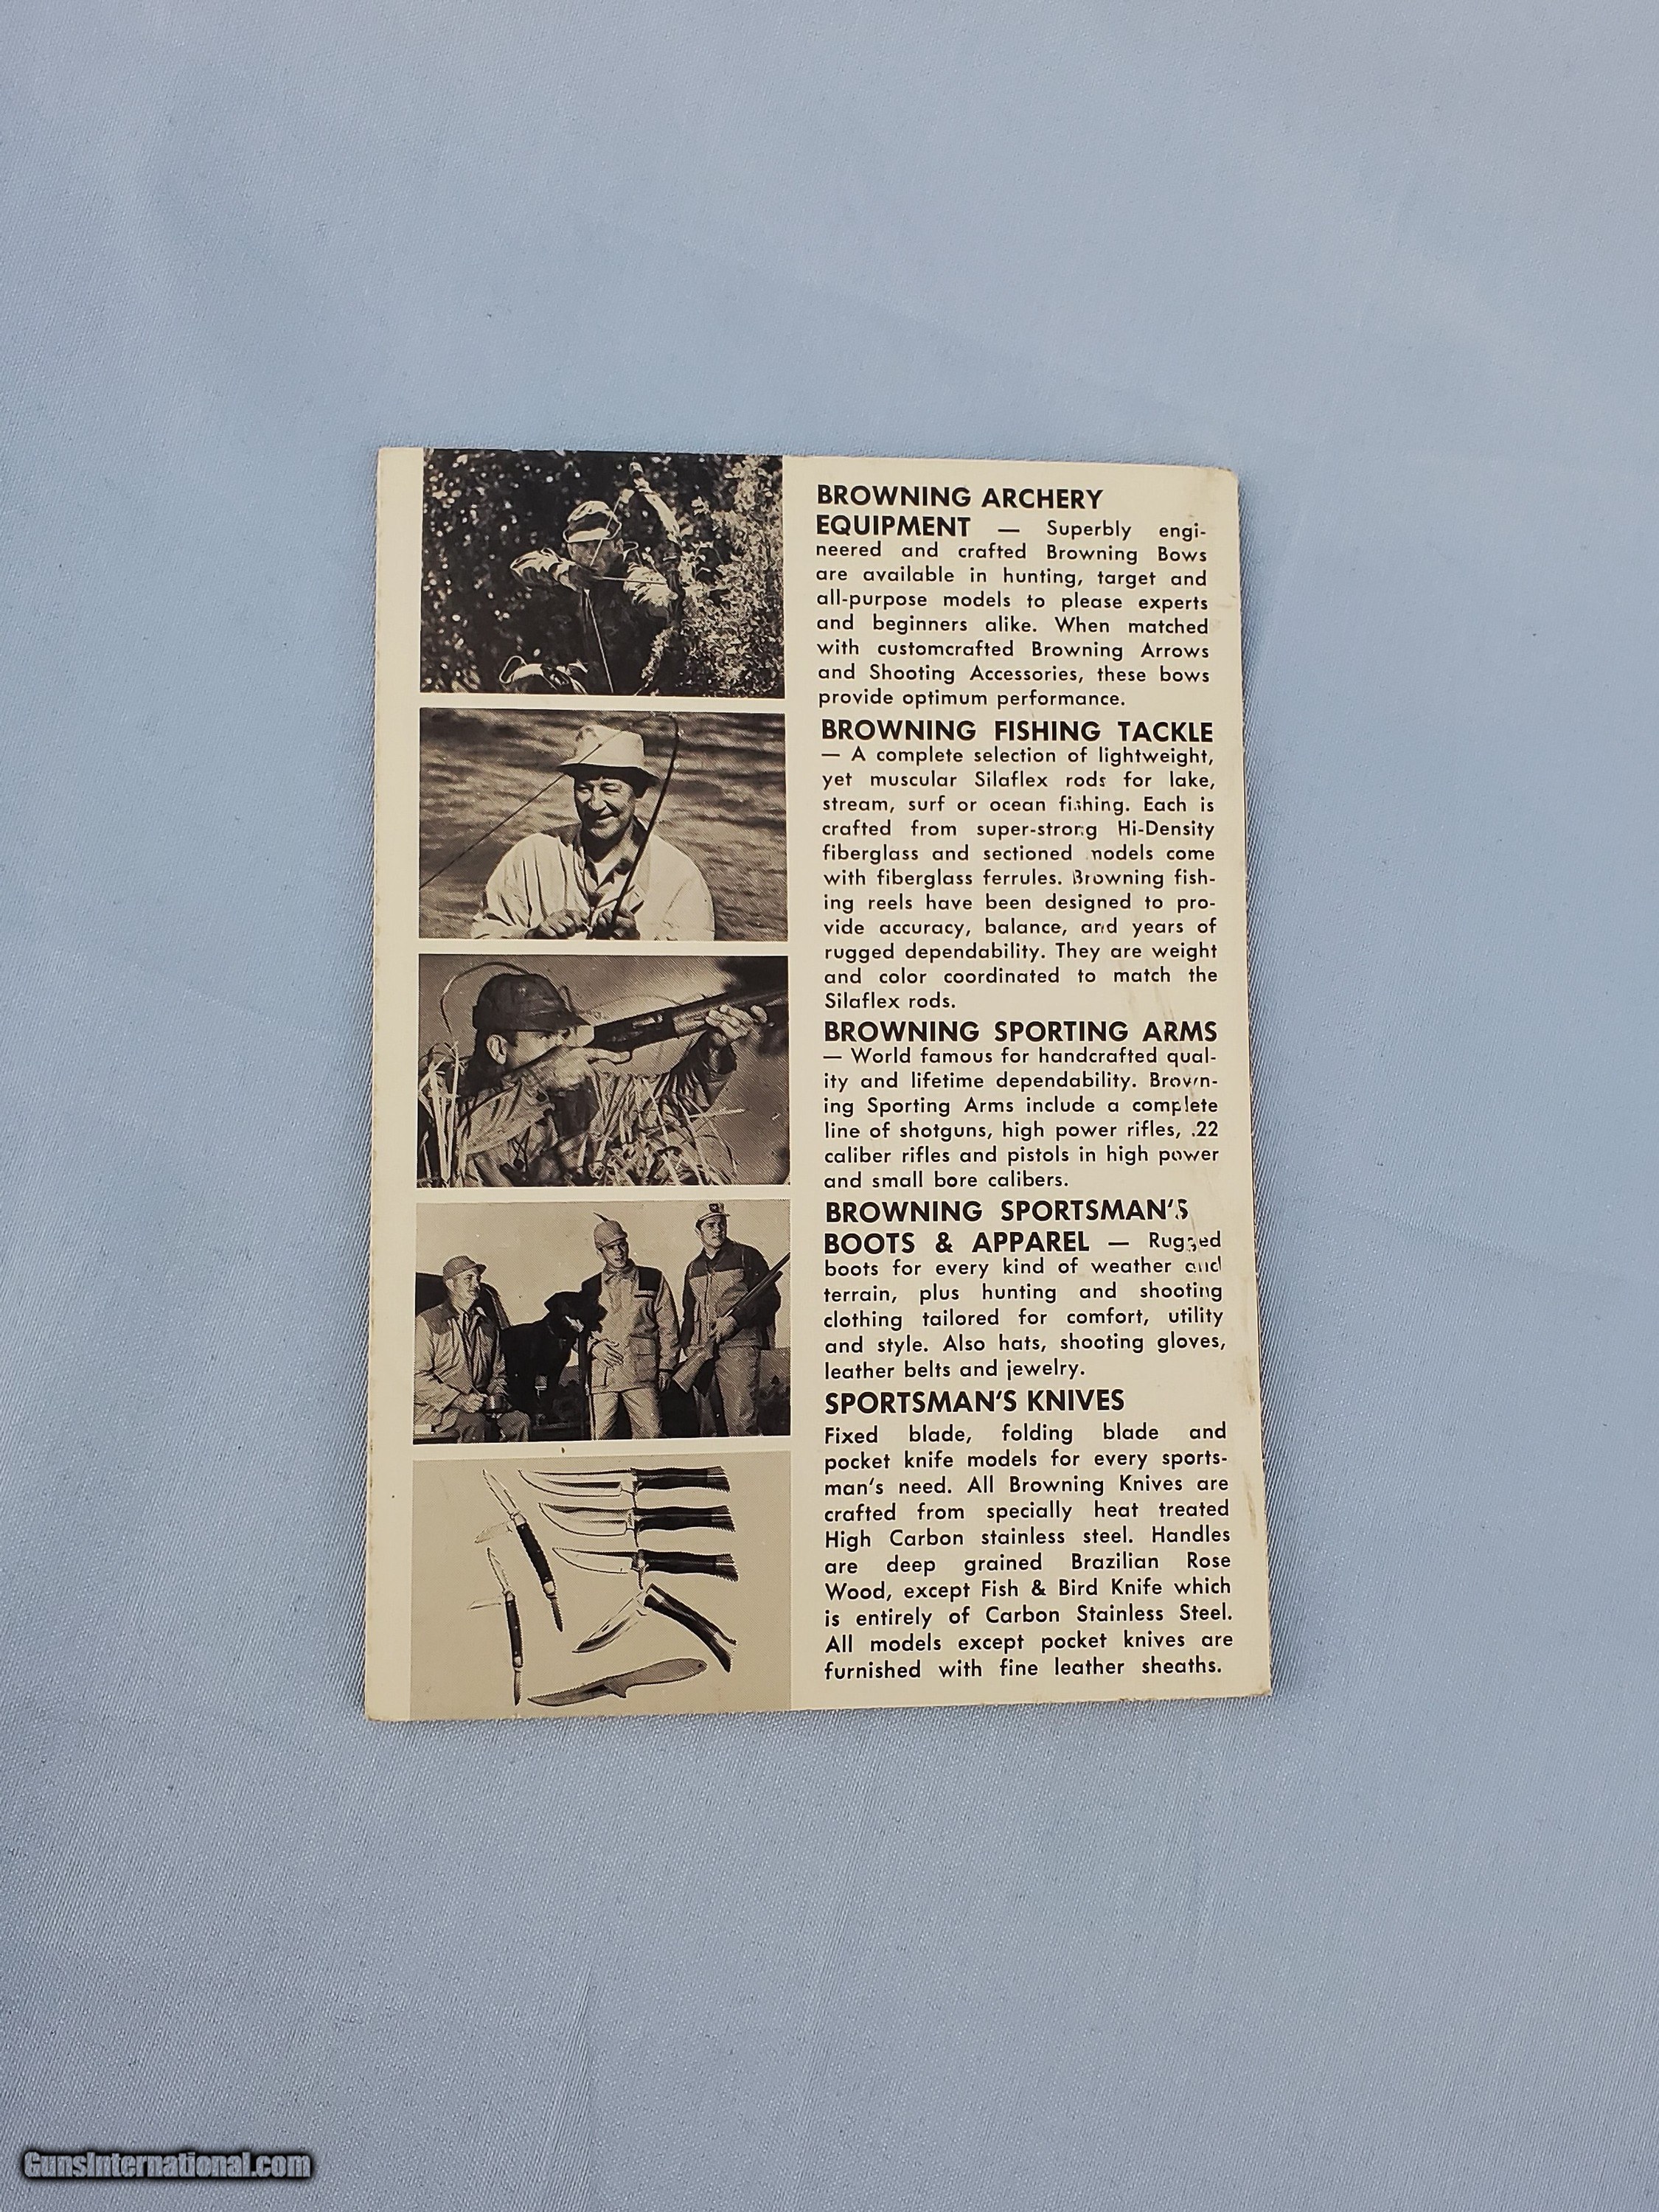 BROWNING ARCHERY
EQUIPMENT — Superbly engi-
neered and crafted Browning Bows
are available in hunting, target and
all-purpose models to please experts
and beginners alike. When matched
with customcrafted Browning Arrows
and Shooting Accessories, these bows
provide optimum performance.
BROWNING FISHING TACKLE
— A complete selection of lightweight,
yet muscular Silaflex rods for lake,
stream, surf or ocean fishing. Each is
crafted from super-strong Hi-Density
fiberglass and sectioned models come
with fiberglass ferrules. Browning fish-
ing reels have been designed to pro-
vide accuracy, balance, and years of
rugged dependability. They are weight
and color coordinated to match the
Silaflex rods.
BROWNING SPORTING ARMS
— World famous for handcrafted qual-
ity and lifetime dependability. Brown-
ing Sporting Arms include a complete
line of shotguns, high power rifles, .22
caliber rifles and pistols in high power
and small bore calibers.
BROWNING SPORTSMAN'S
BOOTS & APPAREL — Rugged
boots for every kind of weather and
terrain, plus hunting and shooting
clothing tailored for comfort, utility
and style. Also hats, shooting gloves,
leather belts and jewelry.
SPORTSMAN'S KNIVES
Fixed blade, folding blade and
pocket knife models for every sports-
man's need. All Browning Knives are
crafted from specially heat treated
High Carbon stainless steel. Handles
are deep grained Brazilian Rose
Wood, except Fish & Bird Knife which
is entirely of Carbon Stainless Steel.
All models except pocket knives are
furnished with fine leather sheaths.
GunsInternational.com